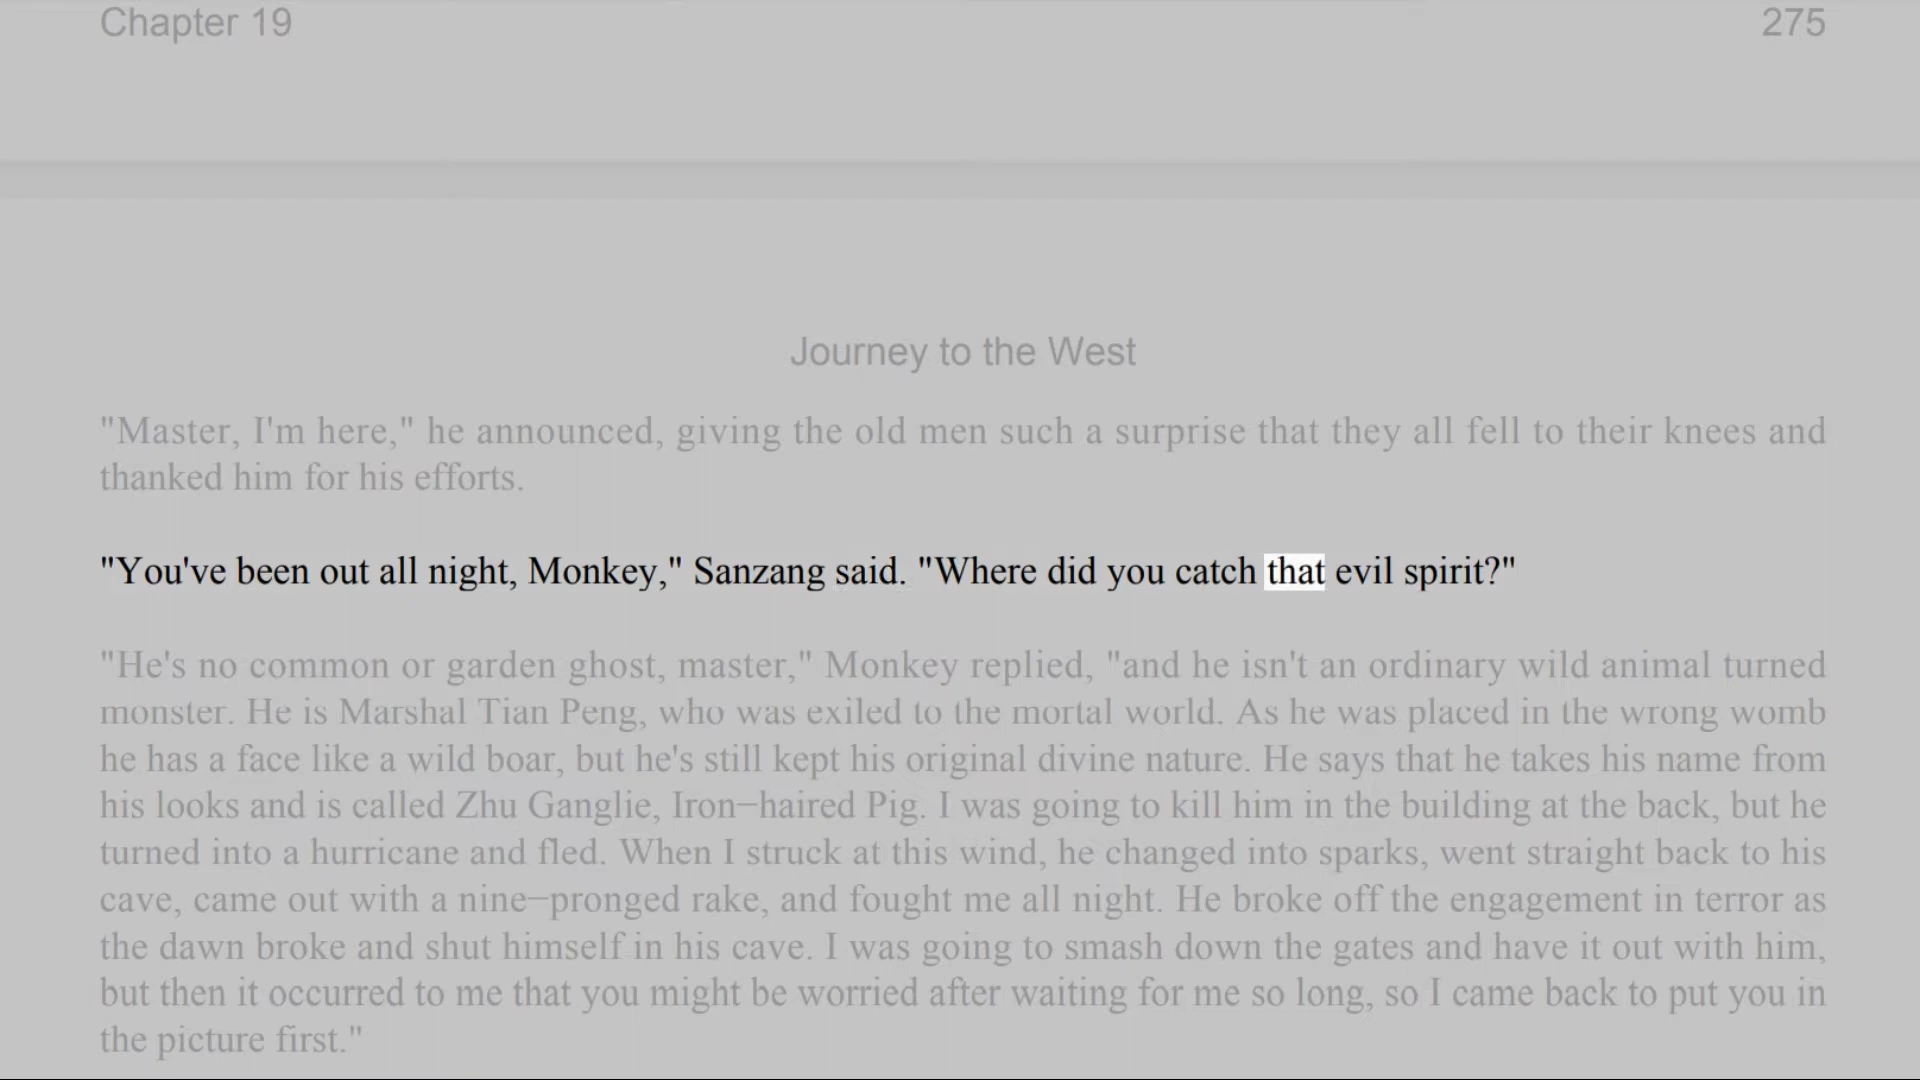 Chapter 19 275
Journey to the West
"Master, I'm here," he announced, giving the old men such a surprise that they all fell to their knees and
thanked him for his efforts.
"You've been out all night, Monkey," Sanzang said. "Where did you catch that evil spirit?"
"He's no common or garden ghost, master," Monkey replied, "and he isn't an ordinary wild animal turned
monster. He is Marshal Tian Peng, who was exiled to the mortal world. As he was placed in the wrong womb
he has a face like a wild boar, but he's still kept his original divine nature. He says that he takes his name from
his looks and is called Zhu Ganglie, Iron−haired Pig. I was going to kill him in the building at the back, but he
turned into a hurricane and fled. When I struck at this wind, he changed into sparks, went straight back to his
cave, came out with a nine−pronged rake, and fought me all night. He broke off the engagement in terror as
the dawn broke and shut himself in his cave. I was going to smash down the gates and have it out with him,
but then it occurred to me that you might be worried after waiting for me so long, so I came back to put you in
the picture first."